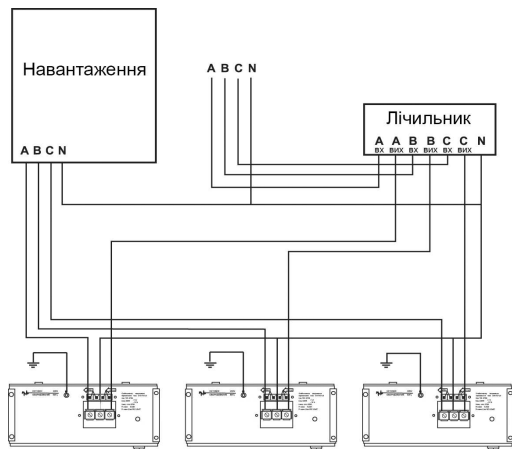 Навантаження
A B C N
A B C N
Лічильник
A A B B C C N
ВХ ВИХ ВХ ВИХ ВХ ВИХ